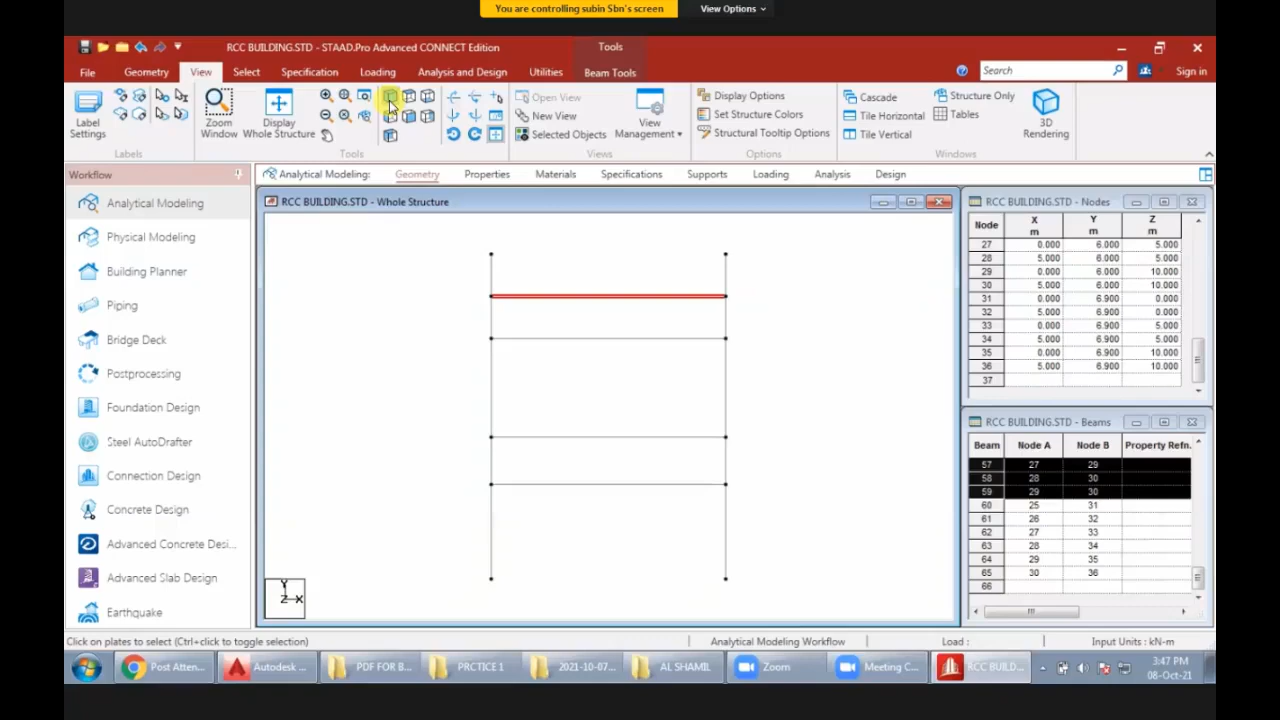 You are controlling subin Sbn's screen
View Options
RCC BUILDING.STD - STAAD.Pro Advanced CONNECT Edition
Tools
File
Geometry
View
Select
Specification
Loading
Analysis and Design
Utilities
Beam Tools
Search
Sign in
Label Settings
Zoom Window
Display Whole Structure
Open View
New View
Selected Objects
View Management
Display Options
Set Structure Colors
Structural Tooltip Options
Cascade
Tile Horizontal
Tile Vertical
Structure Only
Tables
3D Rendering
Labels
Tools
Views
Options
Windows
Workflow
Analytical Modeling:
Geometry
Properties
Materials
Specifications
Supports
Loading
Analysis
Design
Analytical Modeling
Physical Modeling
Building Planner
Piping
Bridge Deck
Postprocessing
Foundation Design
Steel AutoDrafter
Connection Design
Concrete Design
Advanced Concrete Desi...
Advanced Slab Design
Earthquake
RCC BUILDING.STD - Whole Structure
Y
Z X
RCC BUILDING.STD - Nodes
Node X m Y m Z m
27 0.000 6.000 5.000
28 5.000 6.000 5.000
29 0.000 6.000 10.000
30 5.000 6.000 10.000
31 0.000 6.900 0.000
32 5.000 6.900 0.000
33 0.000 6.900 5.000
34 5.000 6.900 5.000
35 0.000 6.900 10.000
36 5.000 6.900 10.000
37
RCC BUILDING.STD - Beams
Beam Node A Node B Property Refn.
57 27 29
58 28 30
59 29 30
60 25 31
61 26 32
62 27 33
63 28 34
64 29 35
65 30 36
66
Click on plates to select (Ctrl+click to toggle selection)
Analytical Modeling Workflow
Load :
Input Units : kN-m
Post Atten...
Autodesk ...
PDF FOR B...
PRCTICE 1
2021-10-07...
AL SHAMIL
Zoom
Meeting C...
RCC BUILD...
3:47 PM
08-Oct-21